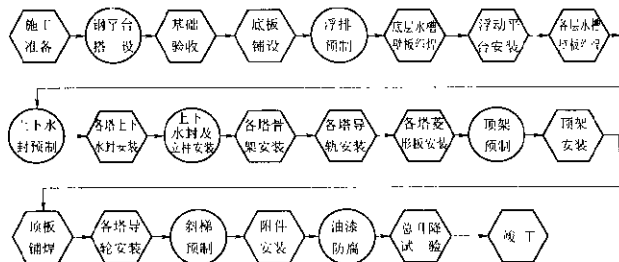 施工
准备
钢平台
搭设
基础
验收
底板
铺设
浮排
预制
底层水槽
壁板组焊
浮动平
台安装
各层水槽
壁板组焊
上下水
封预制
各塔上下
水封安装
上下
水封及
立柱安装
各塔骨
架安装
各塔导
轨安装
各塔菱
形板安装
顶架
预制
顶架
安装
顶板
铺焊
各塔导
轮安装
斜梯
预制
附件
安装
油漆
防腐
总升降
试验
竣工